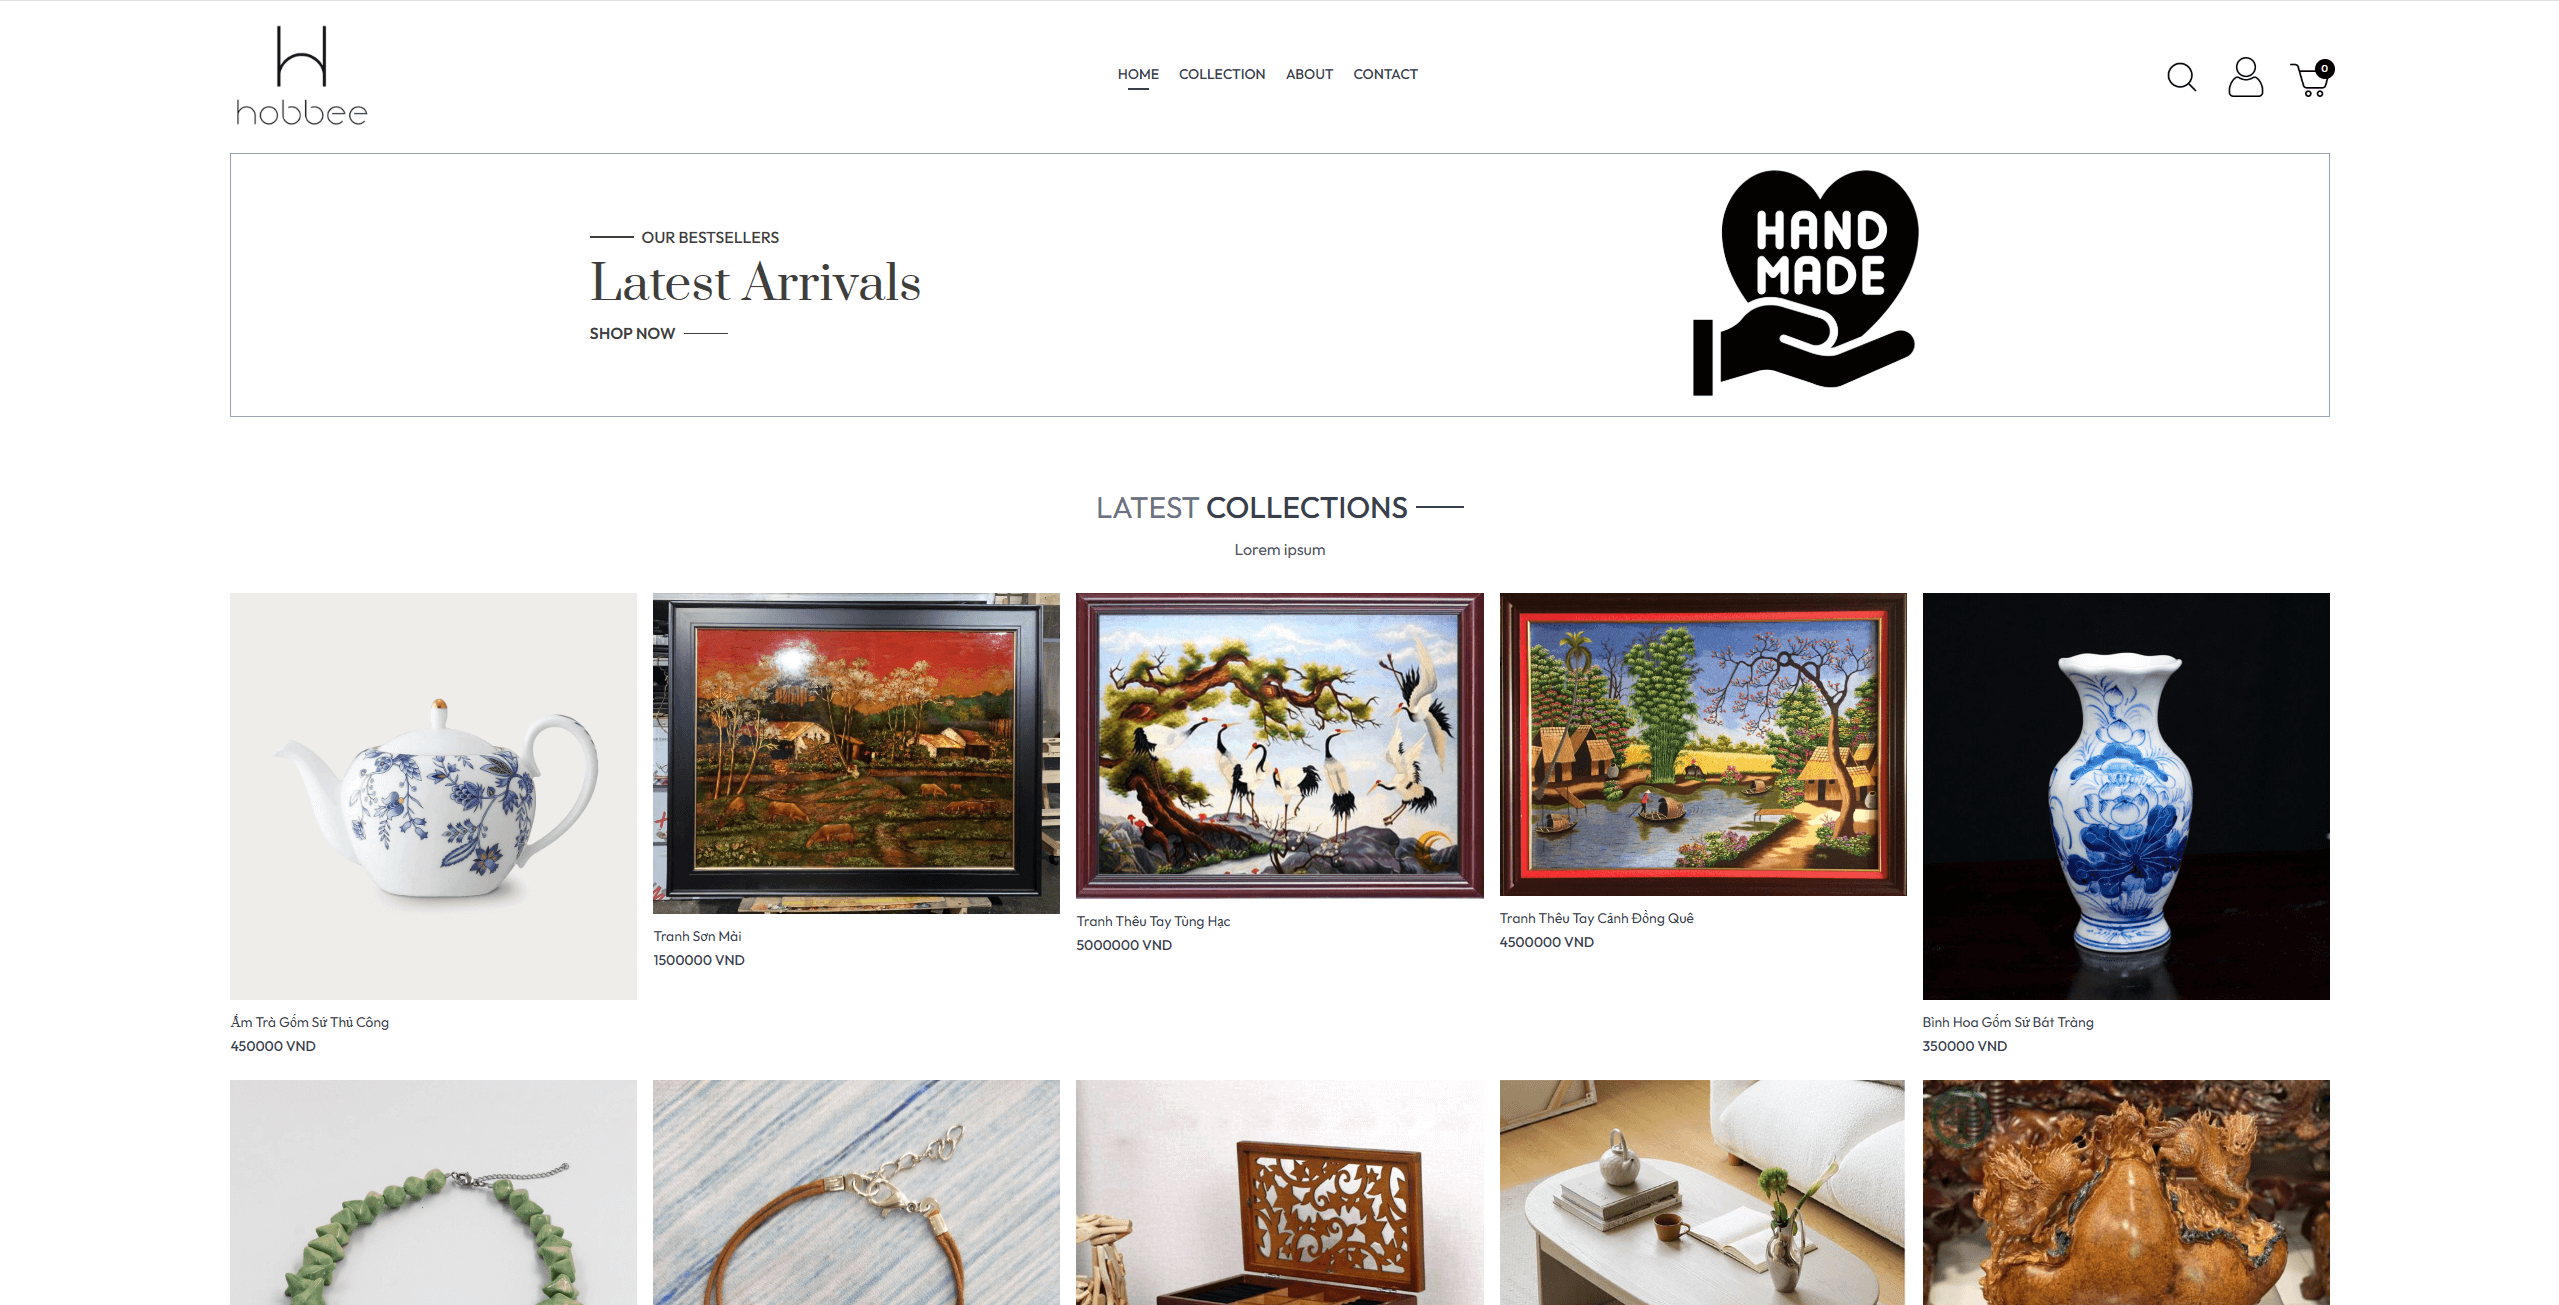 hobbee
HOME COLLECTION ABOUT CONTACT
0
OUR BESTSELLERS
Latest Arrivals
SHOP NOW
HAND
MADE
LATEST COLLECTIONS
Lorem ipsum
Ấm Trà Gốm Sứ Thủ Công
450000 VND
Tranh Sơn Mài
1500000 VND
Tranh Thêu Tay Tùng Hạc
5000000 VND
Tranh Thêu Tay Cảnh Đồng Quê
4500000 VND
Bình Hoa Gốm Sứ Bát Tràng
350000 VND